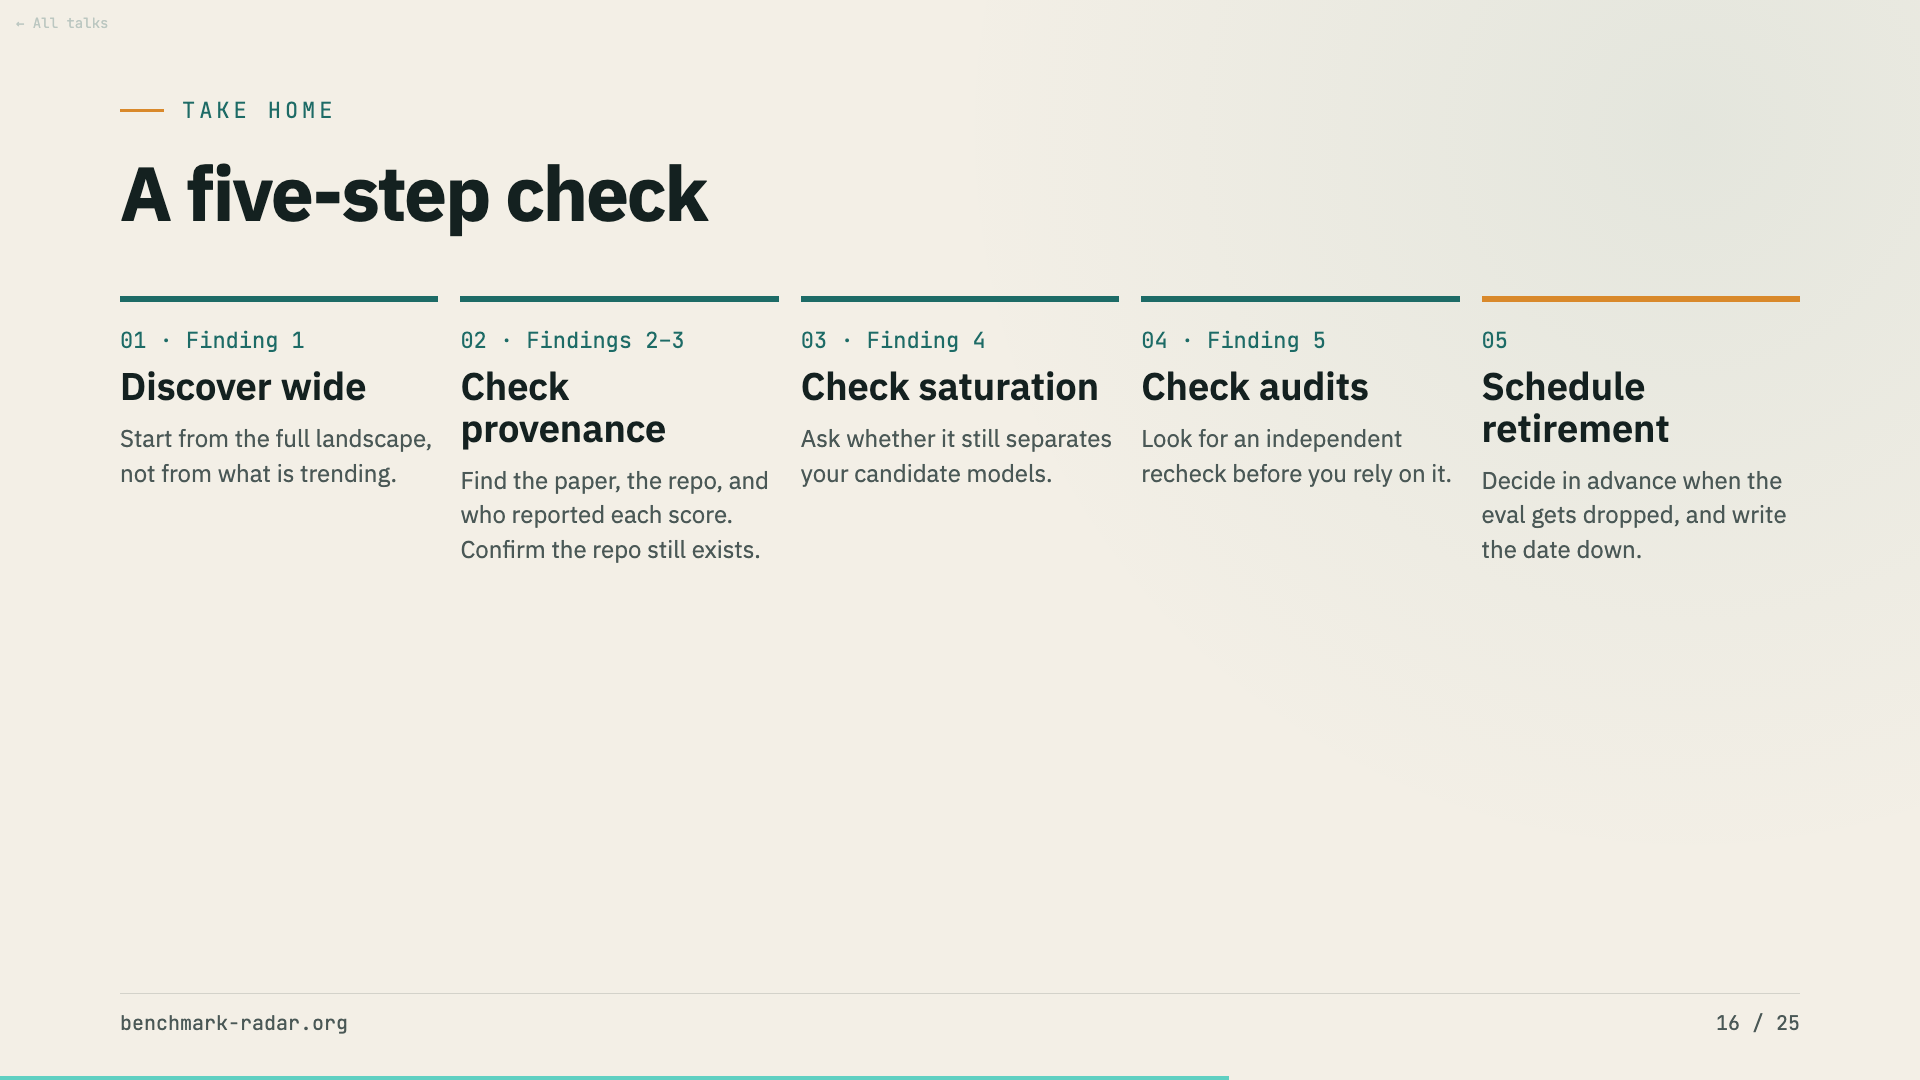 ← All talks
TAKE HOME
A five-step check
01 · Finding 1
Discover wide
Start from the full landscape,
not from what is trending.
02 · Findings 2–3
Check
provenance
Find the paper, the repo, and
who reported each score.
Confirm the repo still exists.
03 · Finding 4
Check saturation
Ask whether it still separates
your candidate models.
04 · Finding 5
Check audits
Look for an independent
recheck before you rely on it.
05
Schedule
retirement
Decide in advance when the
eval gets dropped, and write
the date down.
benchmark-radar.org
16 / 25